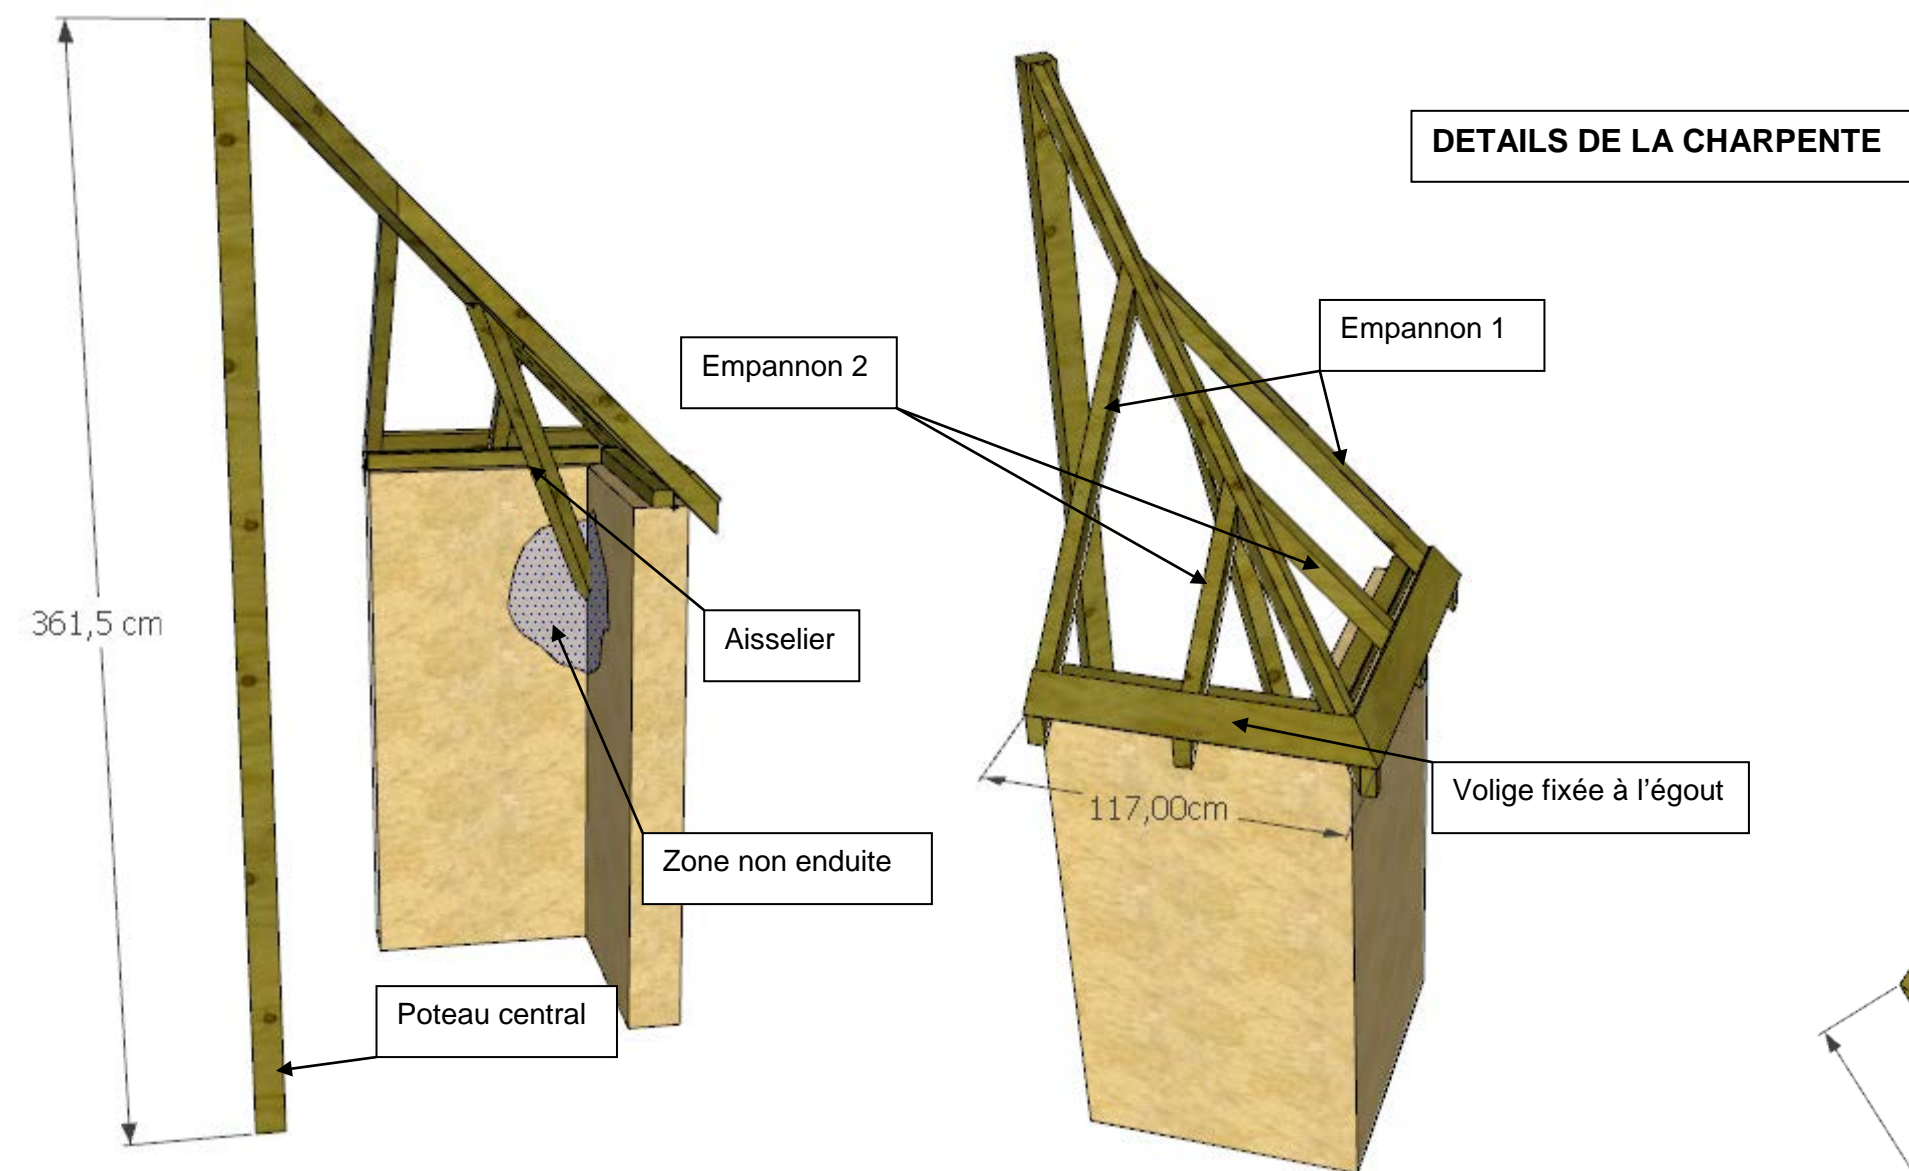 DETAILS DE LA CHARPENTE
Empannon 1
Empannon 2
361,5 cm
Aisselier
Volige fixée à l'égout
117,00cm
Zone non enduite
Poteau central